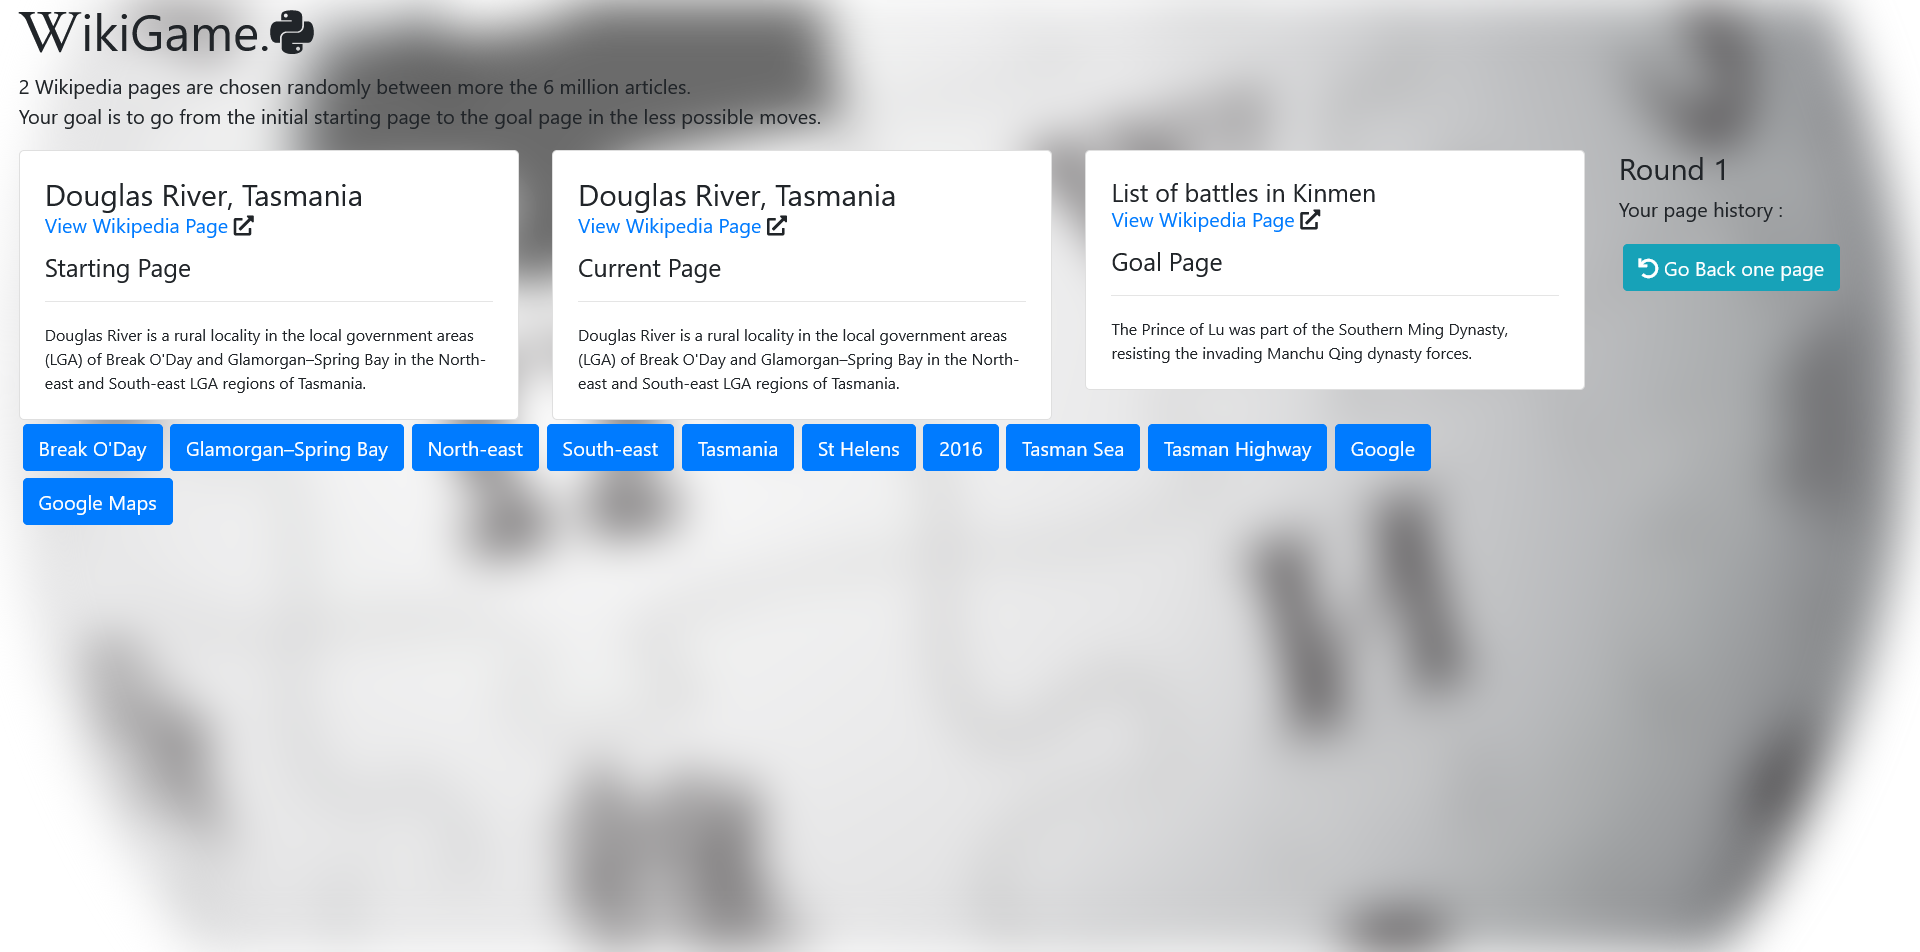 WikiGame.
2 Wikipedia pages are chosen randomly between more the 6 million articles.
Your goal is to go from the initial starting page to the goal page in the less possible moves.
Douglas River, Tasmania
View Wikipedia Page
Starting Page
Douglas River is a rural locality in the local government areas
(LGA) of Break O'Day and Glamorgan–Spring Bay in the North-
east and South-east LGA regions of Tasmania.
Douglas River, Tasmania
View Wikipedia Page
Current Page
Douglas River is a rural locality in the local government areas
(LGA) of Break O'Day and Glamorgan–Spring Bay in the North-
east and South-east LGA regions of Tasmania.
List of battles in Kinmen
View Wikipedia Page
Goal Page
The Prince of Lu was part of the Southern Ming Dynasty,
resisting the invading Manchu Qing dynasty forces.
Round 1
Your page history :
Go Back one page
Break O'Day Glamorgan–Spring Bay North-east South-east Tasmania St Helens 2016 Tasman Sea Tasman Highway Google
Google Maps